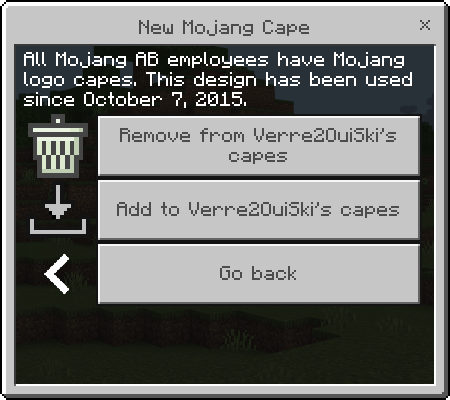 New Mojang Cape
All Mojang AB employees have Mojang
logo capes. This design has been used
since October 7, 2015.
Remove from Verre2OuiSki's
capes
Add to Verre2OuiSki's capes
Go back